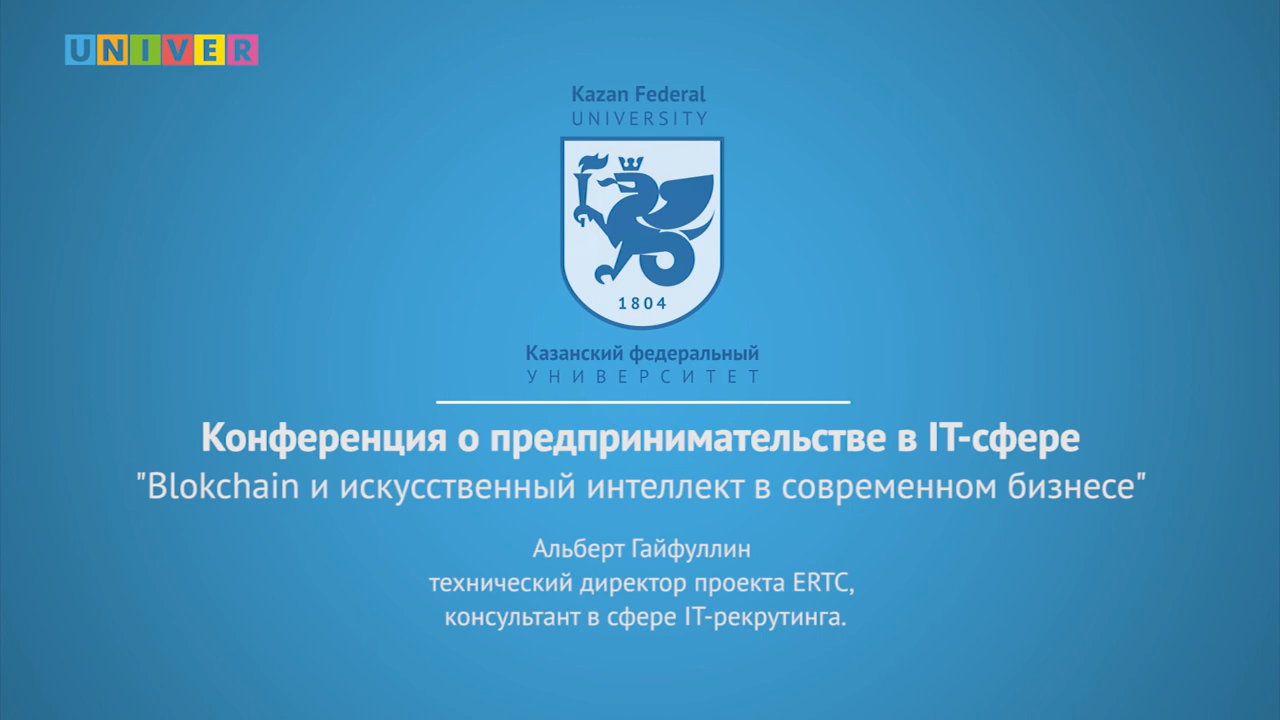 UNIVER
Kazan Federal
UNIVERSITY
1804
Казанский федеральный
УНИВЕРСИТЕТ
Конференция о предпринимательстве в IT-сфере
"Blokchain и искусственный интеллект в современном бизнесе"
Альберт Гайфуллин
технический директор проекта ERTC,
консультант в сфере IT-рекрутинга.